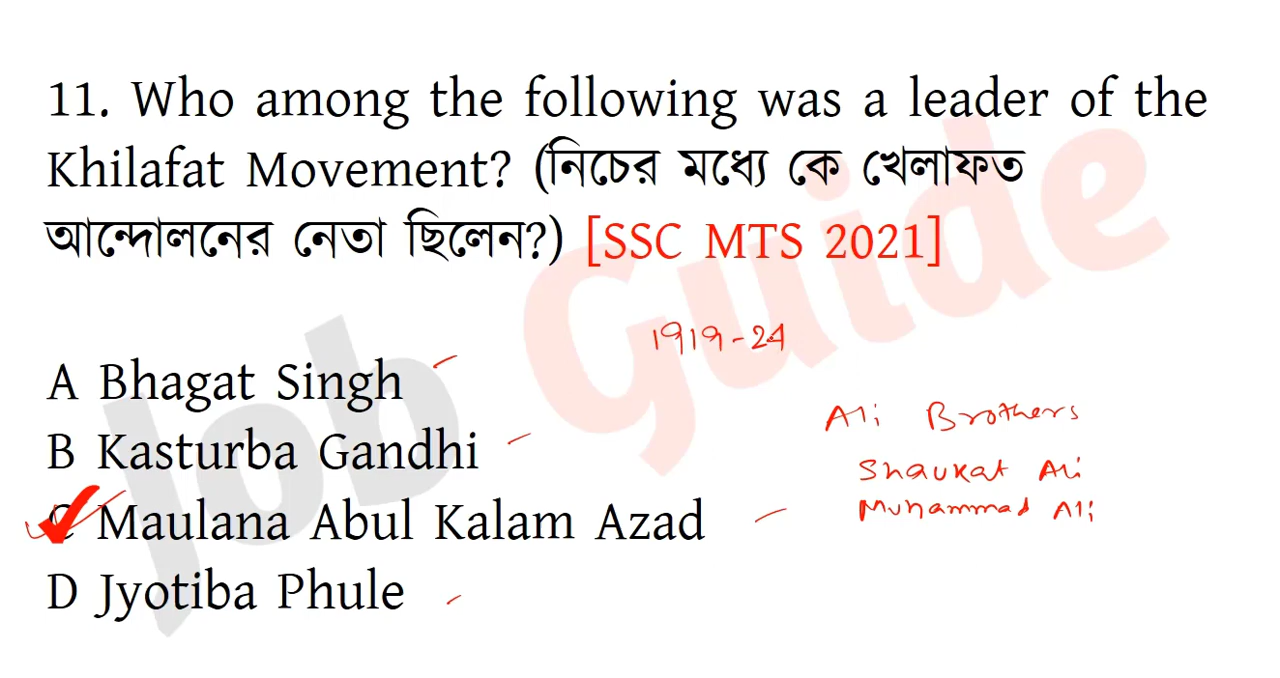 11. Who among the following was a leader of the
Khilafat Movement? (নিচের মধ্যে কে খেলাফত
আন্দোলনের নেতা ছিলেন?) [SSC MTS 2021]
1919-24
A Bhagat Singh
B Kasturba Gandhi
C Maulana Abul Kalam Azad
D Jyotiba Phule
Ali Brothers
Shaukat Ali
Muhammad Ali
Job Guide